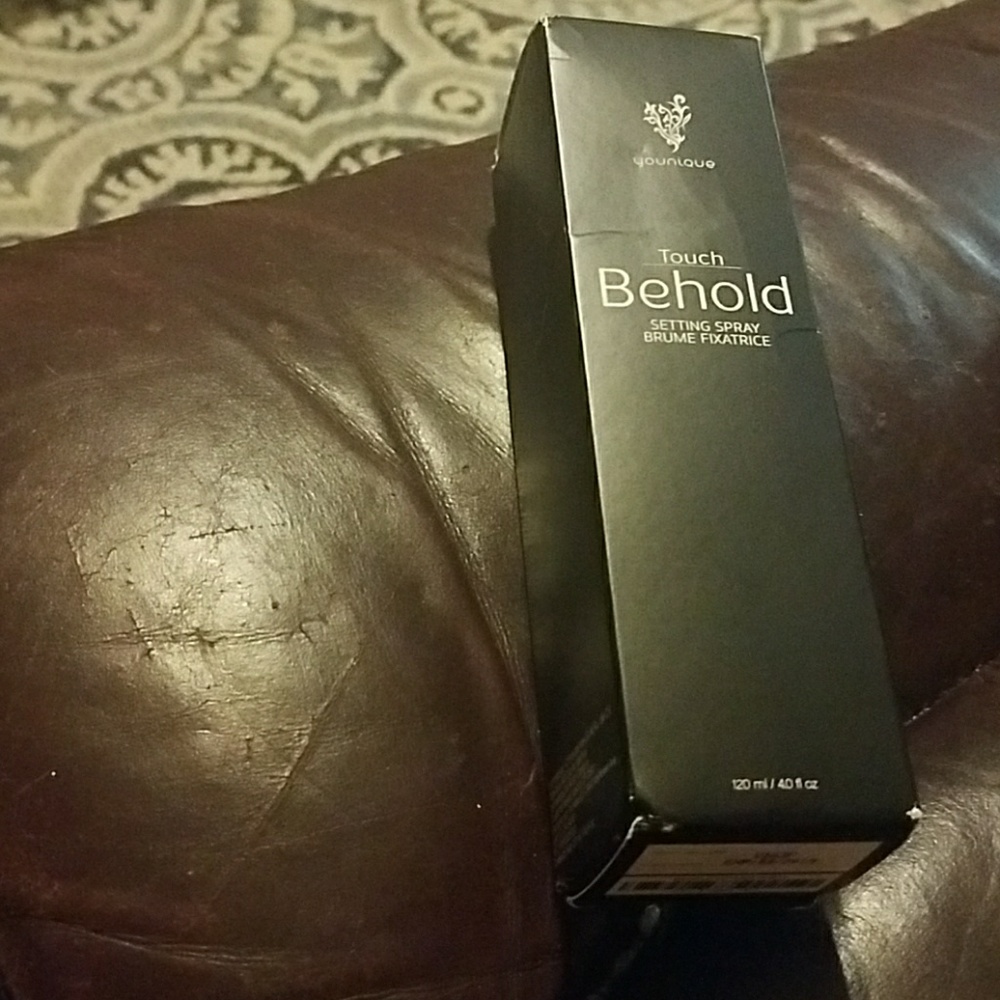 younique
Touch
Behold
SETTING SPRAY
BRUME FIXATRICE
120 ml / 4.0 fl oz